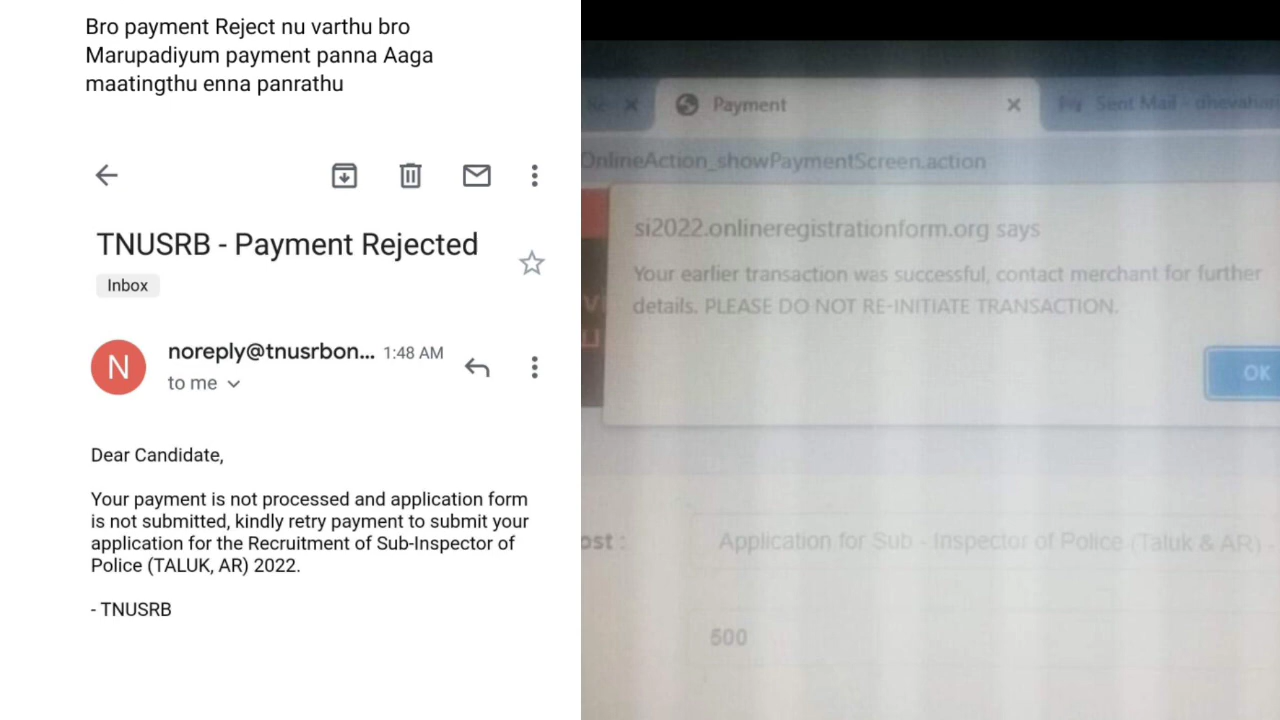 Bro payment Reject nu varthu bro
Marupadiyum payment panna Aaga
maatingthu enna panrathu
TNUSRB - Payment Rejected
Inbox
N
noreply@tnusrbon... 1:48 AM
to me
Dear Candidate,
Your payment is not processed and application form
is not submitted, kindly retry payment to submit your
application for the Recruitment of Sub-Inspector of
Police (TALUK, AR) 2022.
- TNUSRB
Payment
Sent Mail - dhevahar
OnlineAction_showPaymentScreen.action
si2022.onlineregistrationform.org says
Your earlier transaction was successful, contact merchant for further
details. PLEASE DO NOT RE-INITIATE TRANSACTION.
OK
ost :
Application for Sub - Inspector of Police (Taluk & AR) -
500